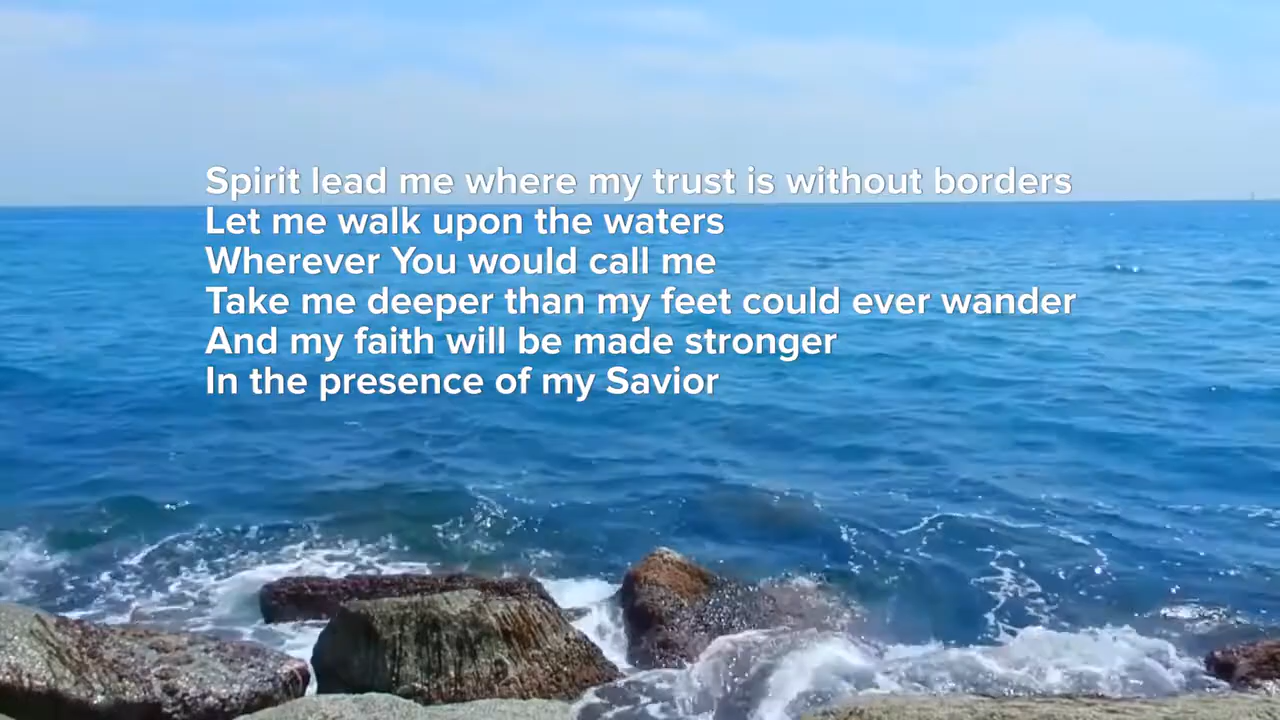 Spirit lead me where my trust is without borders
Let me walk upon the waters
Wherever You would call me
Take me deeper than my feet could ever wander
And my faith will be made stronger
In the presence of my Savior